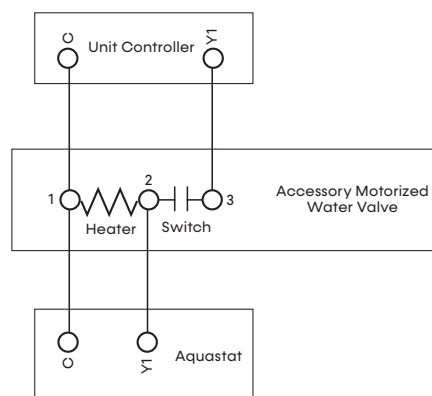 C
Unit Controller
Y1
1
2
3
Accessory Motorized
Water Valve
Heater
Switch
C
Y1
Aquastat